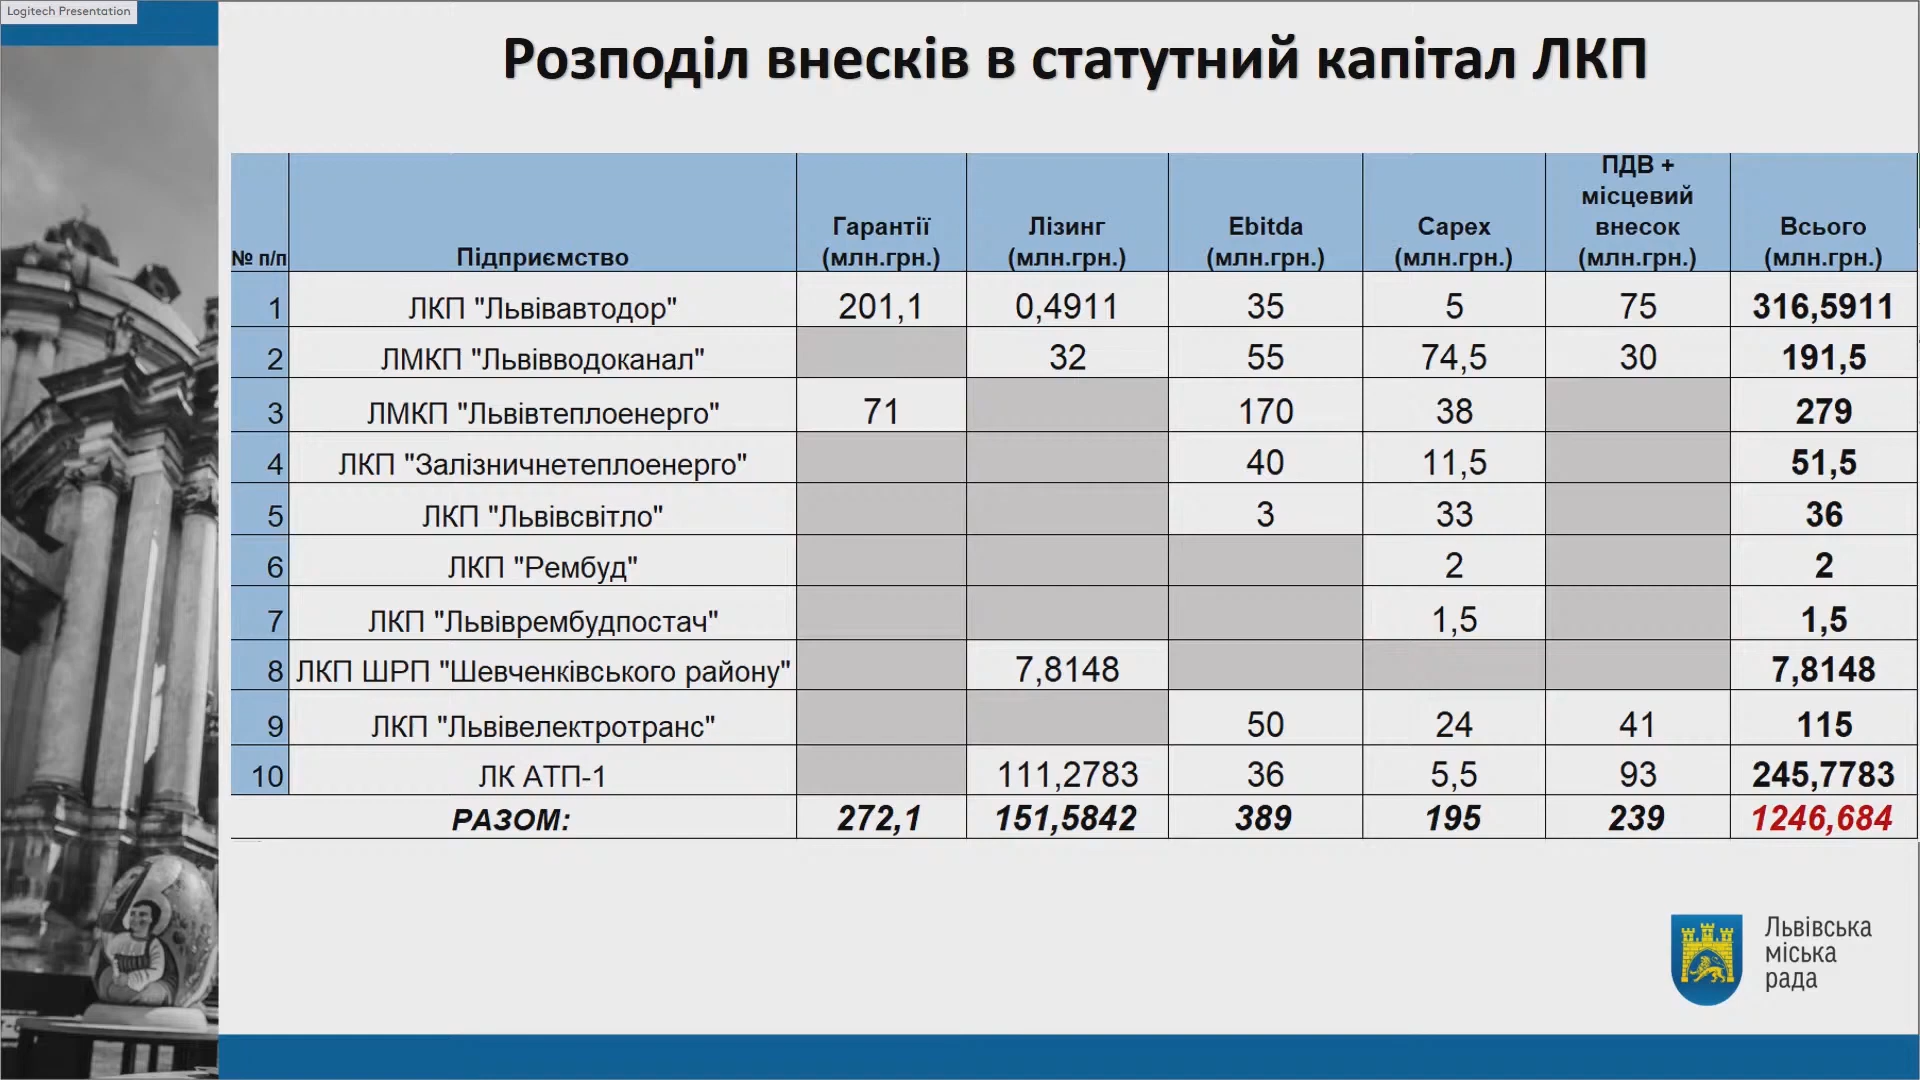 Logitech Presentation
Розподіл внесків в статутний капітал ЛКП
№ п/п Підприємство Гарантії (млн.грн.) Лізинг (млн.грн.) Ebitda (млн.грн.) Capex (млн.грн.) ПДВ + місцевий внесок (млн.грн.) Всього (млн.грн.)
1 ЛКП "Львівавтодор" 201,1 0,4911 35 5 75 316,5911
2 ЛМКП "Львівводоканал" 32 55 74,5 30 191,5
3 ЛМКП "Львівтеплоенерго" 71 170 38 279
4 ЛКП "Залізничнетеплоенерго" 40 11,5 51,5
5 ЛКП "Львівсвітло" 3 33 36
6 ЛКП "Рембуд" 2 2
7 ЛКП "Львіврембудпостач" 1,5 1,5
8 ЛКП ШРП "Шевченківського району" 7,8148 7,8148
9 ЛКП "Львівелектротранс" 50 24 41 115
10 ЛК АТП-1 111,2783 36 5,5 93 245,7783
РАЗОМ: 272,1 151,5842 389 195 239 1246,684
Львівська
міська
рада